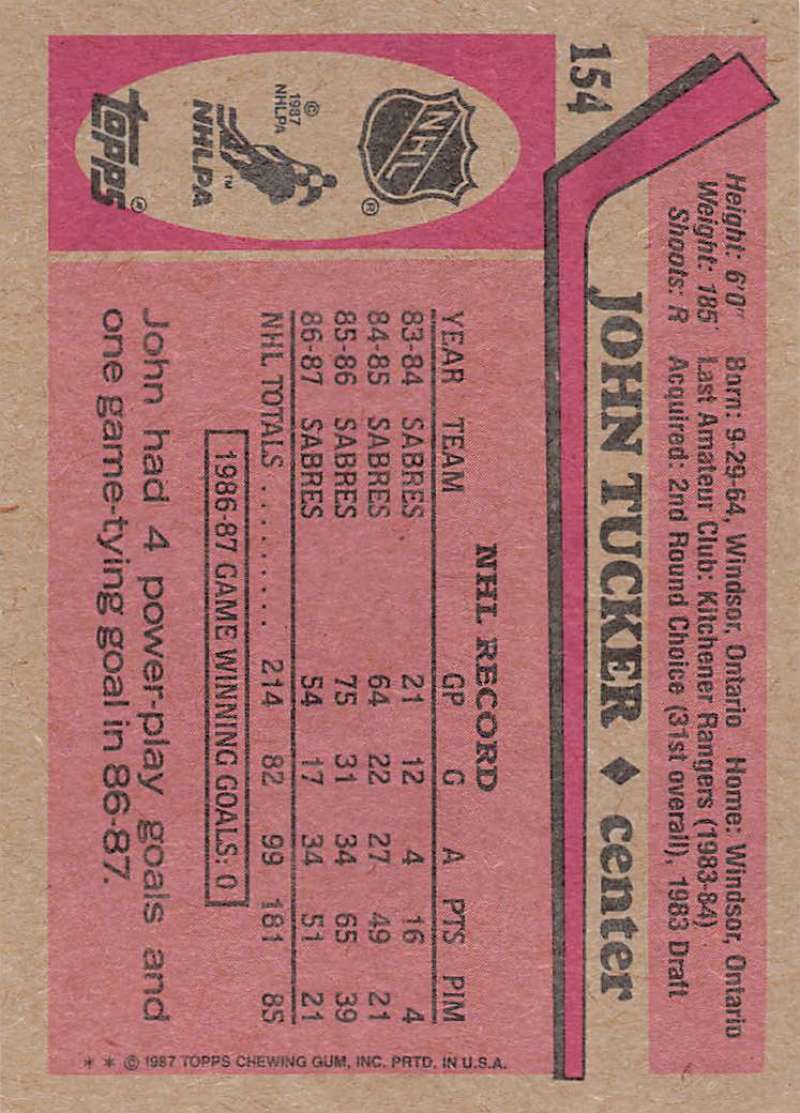 154
Height: 6'0" Born: 9-29-64, Windsor, Ontario Home: Windsor, Ontario
Weight: 185 Last Amateur Club: Kitchener Rangers (1983-84)
Shoots: R Acquired: 2nd Round Choice (31st overall), 1983 Draft
JOHN TUCKER ♦ center
NHL
®
© 1987 NHLPA
NHLPA
™
TOPPS
®
NHL RECORD
YEAR TEAM GP G A PTS PIM
83-84 SABRES 21 12 4 16 4
84-85 SABRES 64 22 27 49 21
85-86 SABRES 75 31 34 65 39
86-87 SABRES 54 17 34 51 21
NHL TOTALS .......... 214 82 99 181 85
1986-87 GAME WINNING GOALS: 0
John had 4 power-play goals and
one game-tying goal in 86-87.
* * © 1987 TOPPS CHEWING GUM, INC. PRTD. IN U.S.A.